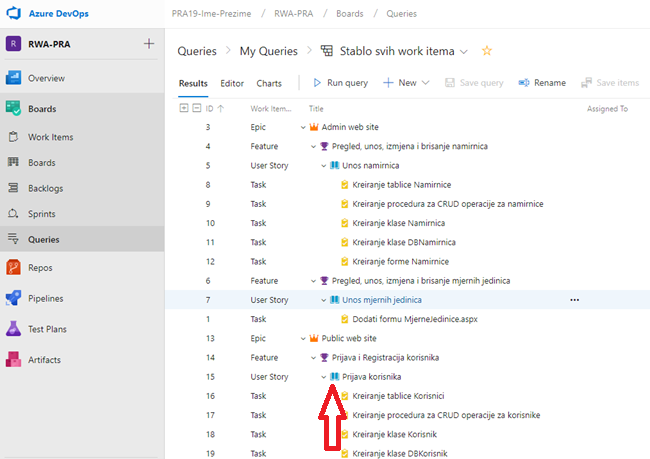 Azure DevOps
PRA19-Ime-Prezime / RWA-PRA / Boards / Queries
R RWA-PRA +
Queries > My Queries > Stablo svih work itema
Overview
Results Editor Charts Run query + New Save query Rename Save items
Boards
ID ↑ Work Item... Title Assigned To
Work Items
Boards
Backlogs
Sprints
Queries
Repos
Pipelines
Test Plans
Artifacts
3 Epic Admin web site
4 Feature Pregled, unos, izmjena i brisanje namirnica
5 User Story Unos namirnica
8 Task Kreiranje tablice Namirnice
9 Task Kreiranje procedura za CRUD operacije za namirnice
10 Task Kreiranje klase Namirnica
11 Task Kreiranje klase DBNamirnica
12 Task Kreiranje forme Namirnice
6 Feature Pregled, unos, izmjena i brisanje mjernih jedinica
7 User Story Unos mjernih jedinica ...
1 Task Dodati formu MjerneJedinice.aspx
13 Epic Public web site
14 Feature Prijava i Registracija korisnika
15 User Story Prijava korisnika
16 Task Kreiranje tablice Korisnici
17 Task Kreiranje procedura za CRUD operacije za korisnike
18 Task Kreiranje klase Korisnik
19 Task Kreiranje klase DBKorisnik